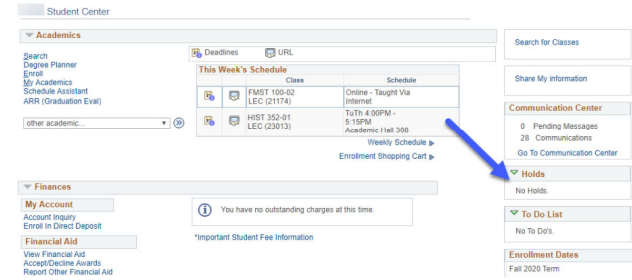 Student Center
Academics
Search
Degree Planner
Enroll
My Academics
Schedule Assistant
ARR (Graduation Eval)
other academic...
Deadlines
URL
This Week's Schedule
Class
Schedule
FMST 100-02
LEC (21174)
Online - Taught Via
Internet
HIST 352-01
LEC (23013)
TuTh 4:00PM -
5:15PM
Academic Hall 300
Weekly Schedule
Enrollment Shopping Cart
Finances
My Account
Account Inquiry
Enroll In Direct Deposit
Financial Aid
View Financial Aid
Accept/Decline Awards
Report Other Financial Aid
You have no outstanding charges at this time.
*Important Student Fee Information
Search for Classes
Share My information
Communication Center
0 Pending Messages
28 Communications
Go To Communication Center
Holds
No Holds.
To Do List
No To Do's.
Enrollment Dates
Fall 2020 Term